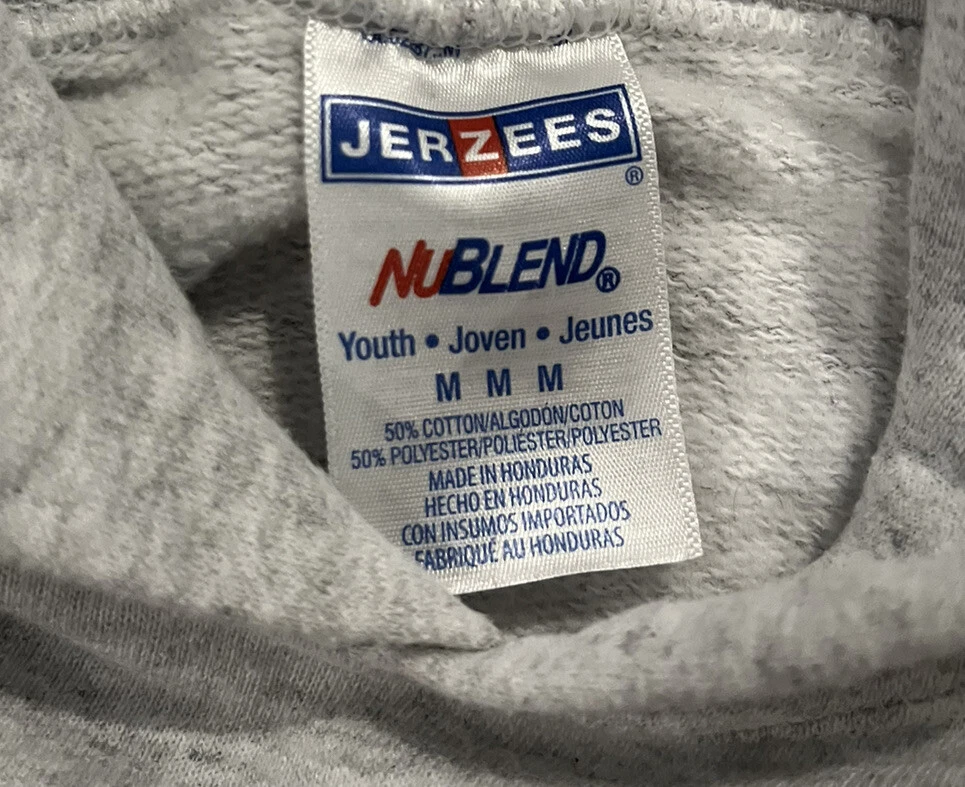 JERZEES
®
NUBLEND®
Youth • Joven • Jeunes
M M M
50% COTTON/ALGODÓN/COTON
50% POLYESTER/POLIÉSTER/POLYESTER
MADE IN HONDURAS
HECHO EN HONDURAS
CON INSUMOS IMPORTADOS
FABRIQUÉ AU HONDURAS